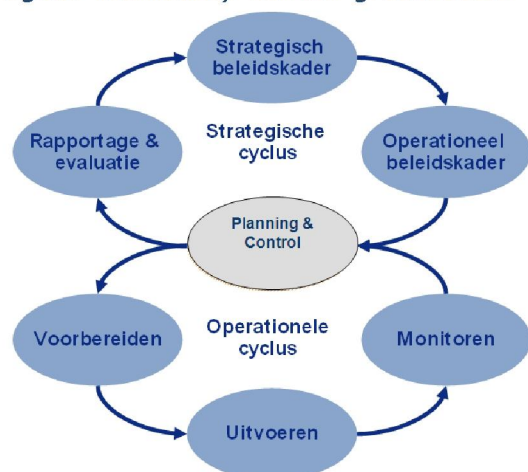 Strategisch
beleidskader
Rapportage &
evaluatie
Strategische
cyclus
Operationeel
beleidskader
Planning &
Control
Voorbereiden
Operationele
cyclus
Monitoren
Uitvoeren